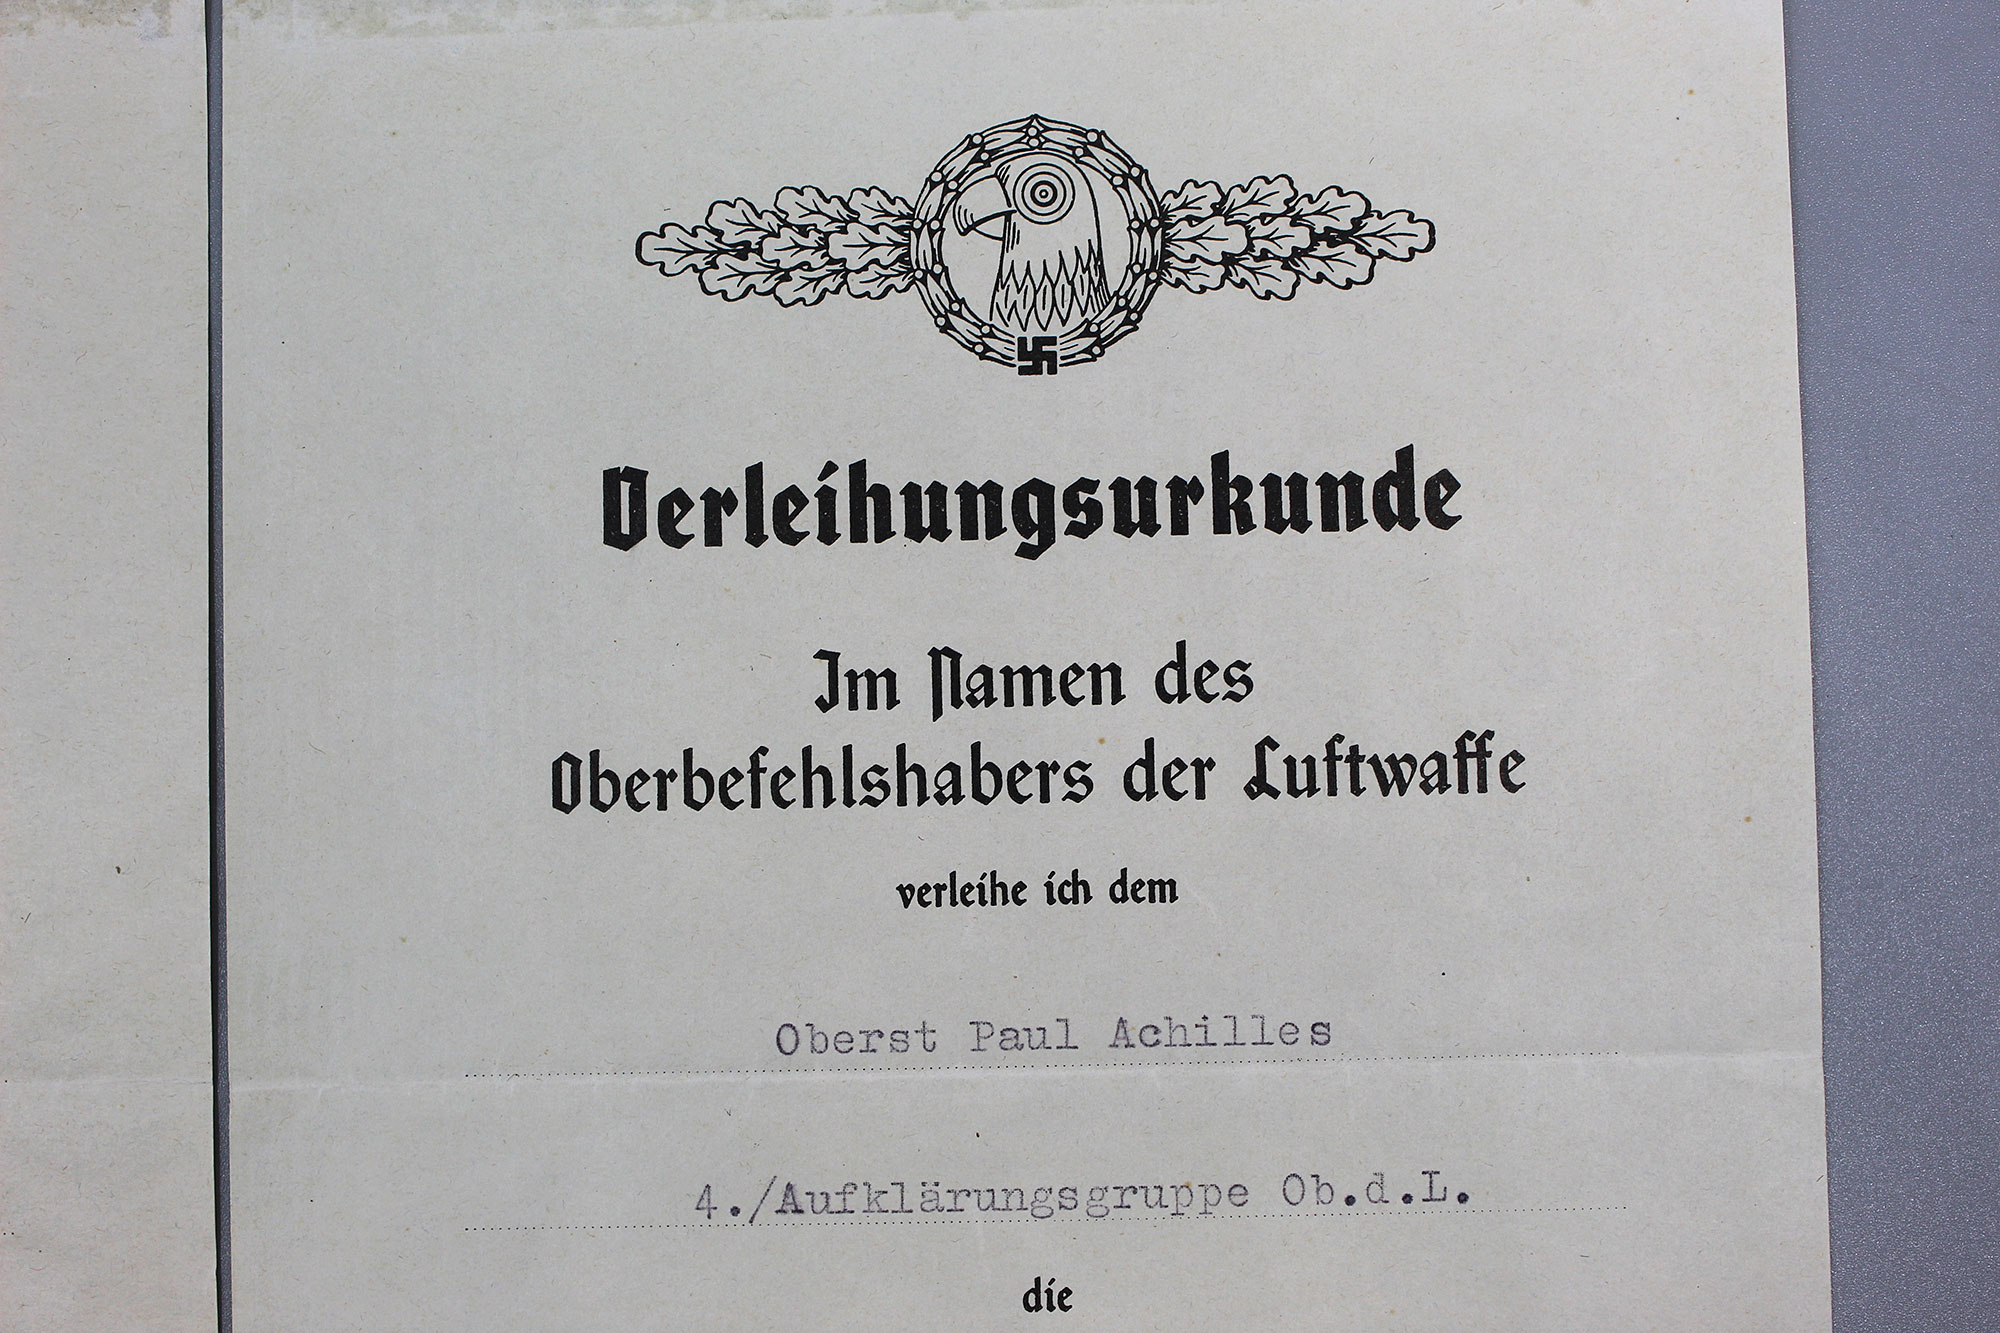 Verleihungsurkunde
Im Namen des
Oberbefehlshabers der Luftwaffe
verleihe ich dem
Oberst Paul Achilles
4./Aufklärungsgruppe Ob.d.L.
die